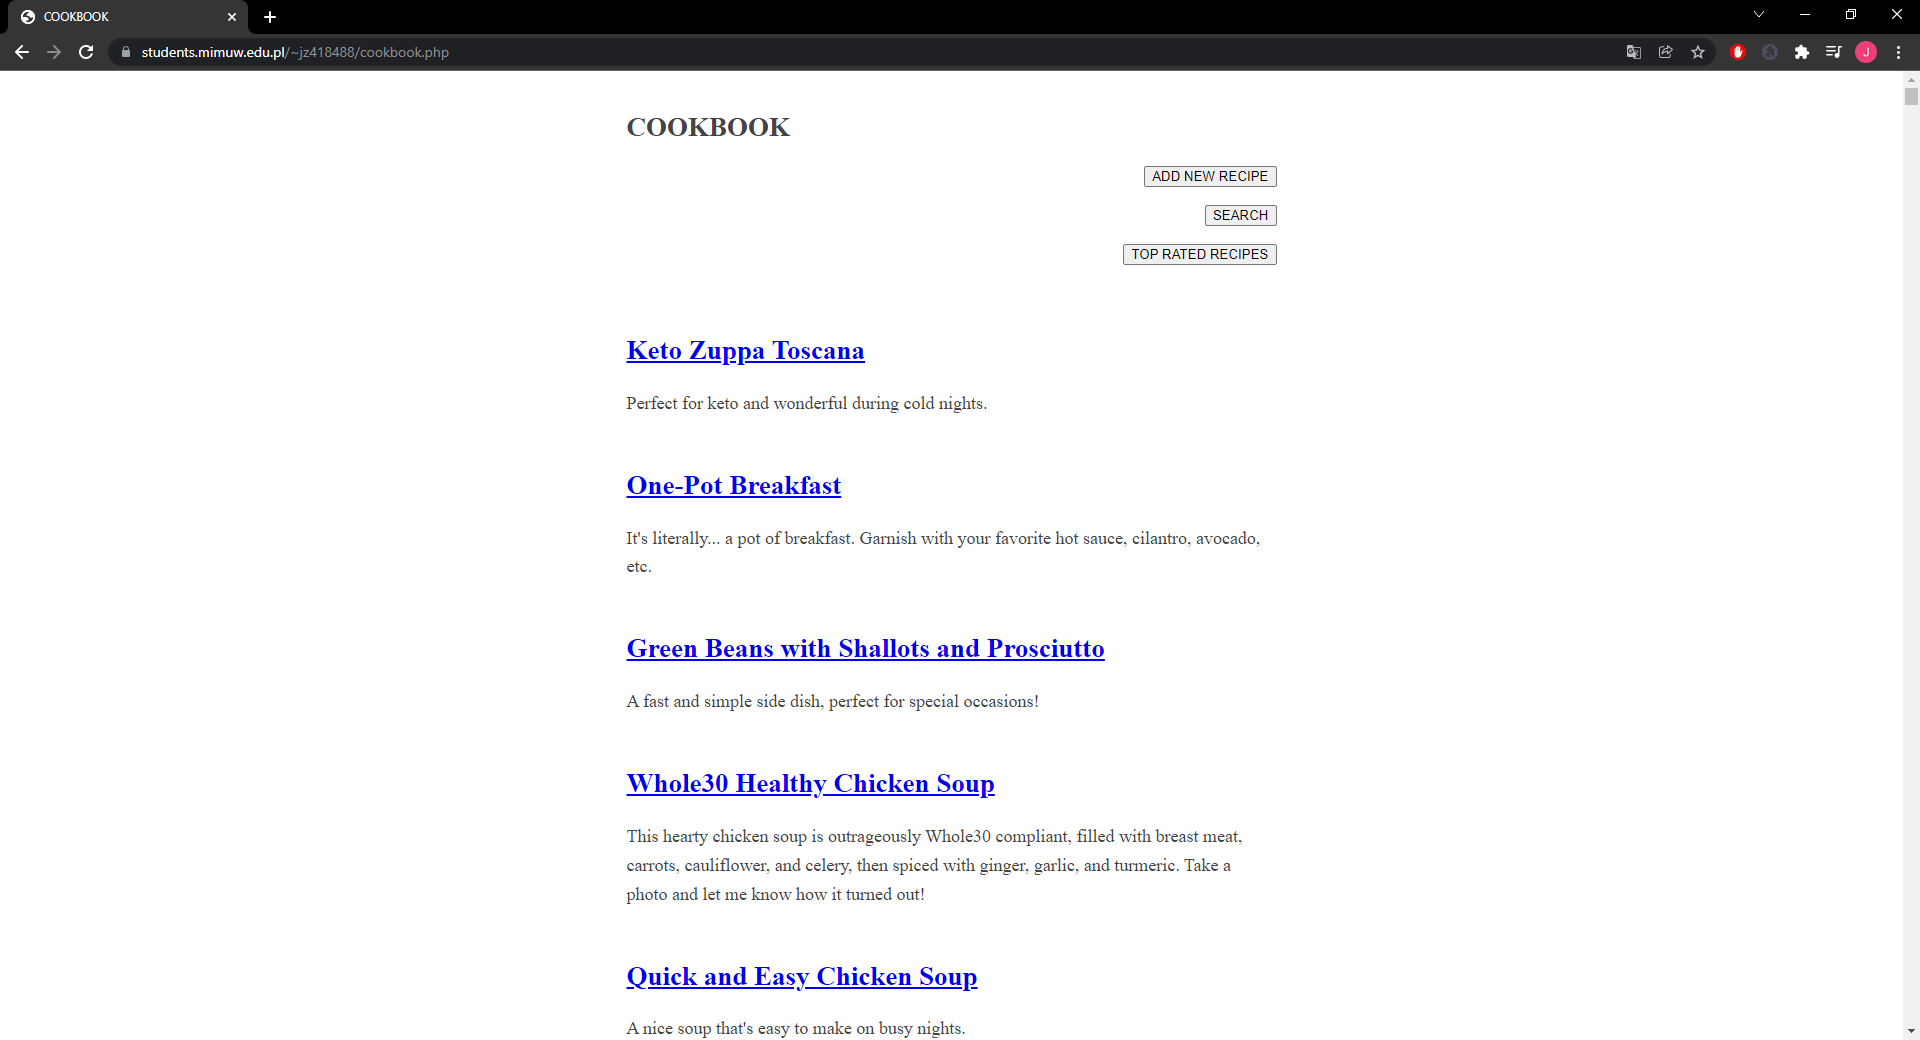 COOKBOOK
students.mimuw.edu.pl/~jz418488/cookbook.php
J
COOKBOOK
ADD NEW RECIPE
SEARCH
TOP RATED RECIPES
Keto Zuppa Toscana
Perfect for keto and wonderful during cold nights.
One-Pot Breakfast
It's literally... a pot of breakfast. Garnish with your favorite hot sauce, cilantro, avocado,
etc.
Green Beans with Shallots and Prosciutto
A fast and simple side dish, perfect for special occasions!
Whole30 Healthy Chicken Soup
This hearty chicken soup is outrageously Whole30 compliant, filled with breast meat,
carrots, cauliflower, and celery, then spiced with ginger, garlic, and turmeric. Take a
photo and let me know how it turned out!
Quick and Easy Chicken Soup
A nice soup that's easy to make on busy nights.